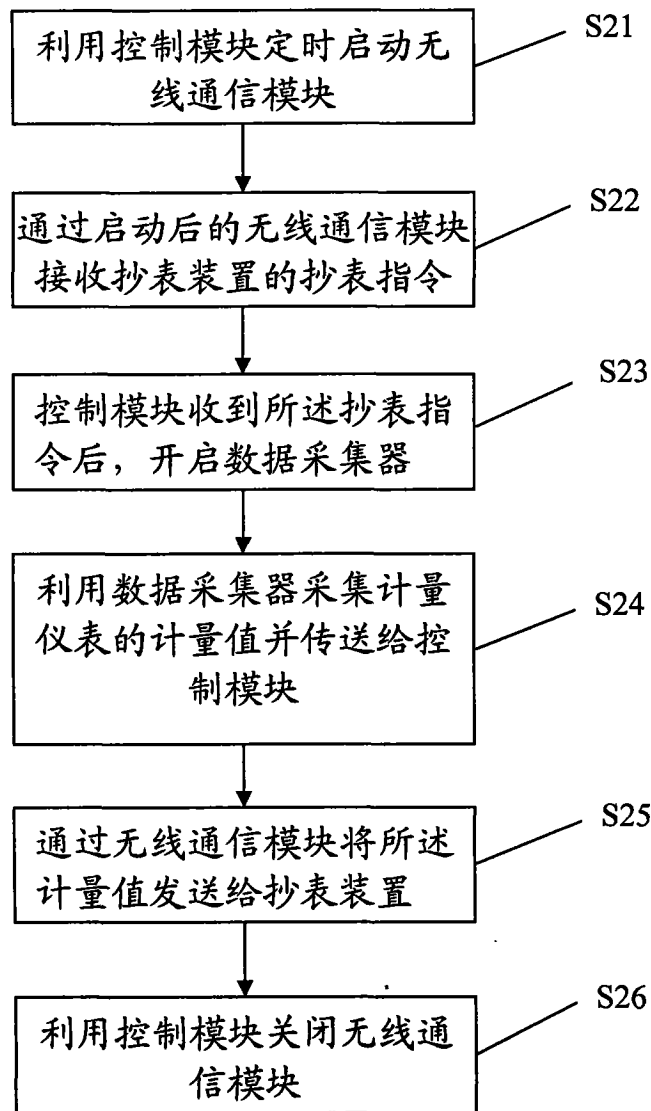 利用控制模块定时启动无
线通信模块
S21
通过启动后的无线通信模块
接收抄表装置的抄表指令
S22
控制模块收到所述抄表指
令后，开启数据采集器
S23
利用数据采集器采集计量
仪表的计量值并传送给控
制模块
S24
通过无线通信模块将所述
计量值发送给抄表装置
S25
利用控制模块关闭无线通
信模块
S26